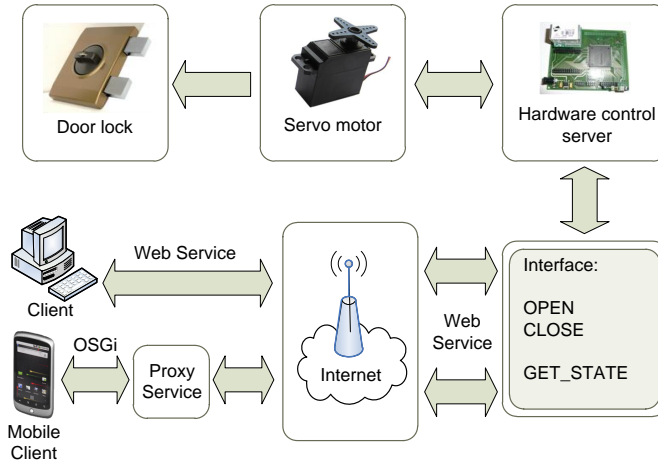 Door lock
Servo motor
Hardware control
server
Web Service
Client
OSGi
Proxy
Service
Mobile
Client
Internet
Web
Service
Interface:
OPEN
CLOSE
GET_STATE